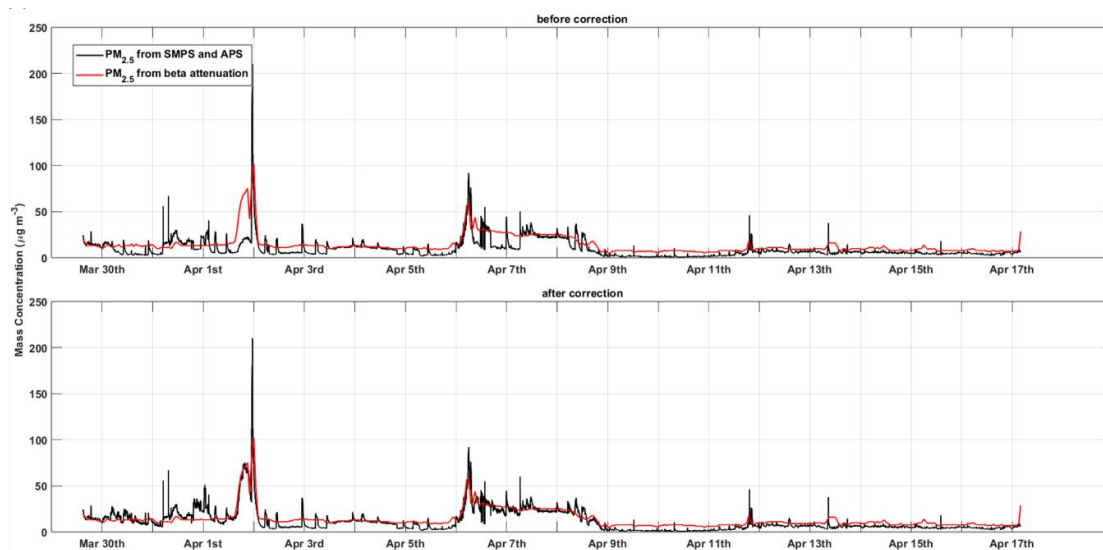 before correction
250
PM2.5 from SMPS and APS
PM2.5 from beta attenuation
200
150
100
50
0
Mar 30th Apr 1st Apr 3rd Apr 5th Apr 7th Apr 9th Apr 11th Apr 13th Apr 15th Apr 17th
Mass Concentration (μg m-3)
after correction
250
200
150
100
50
0
Mar 30th Apr 1st Apr 3rd Apr 5th Apr 7th Apr 9th Apr 11th Apr 13th Apr 15th Apr 17th